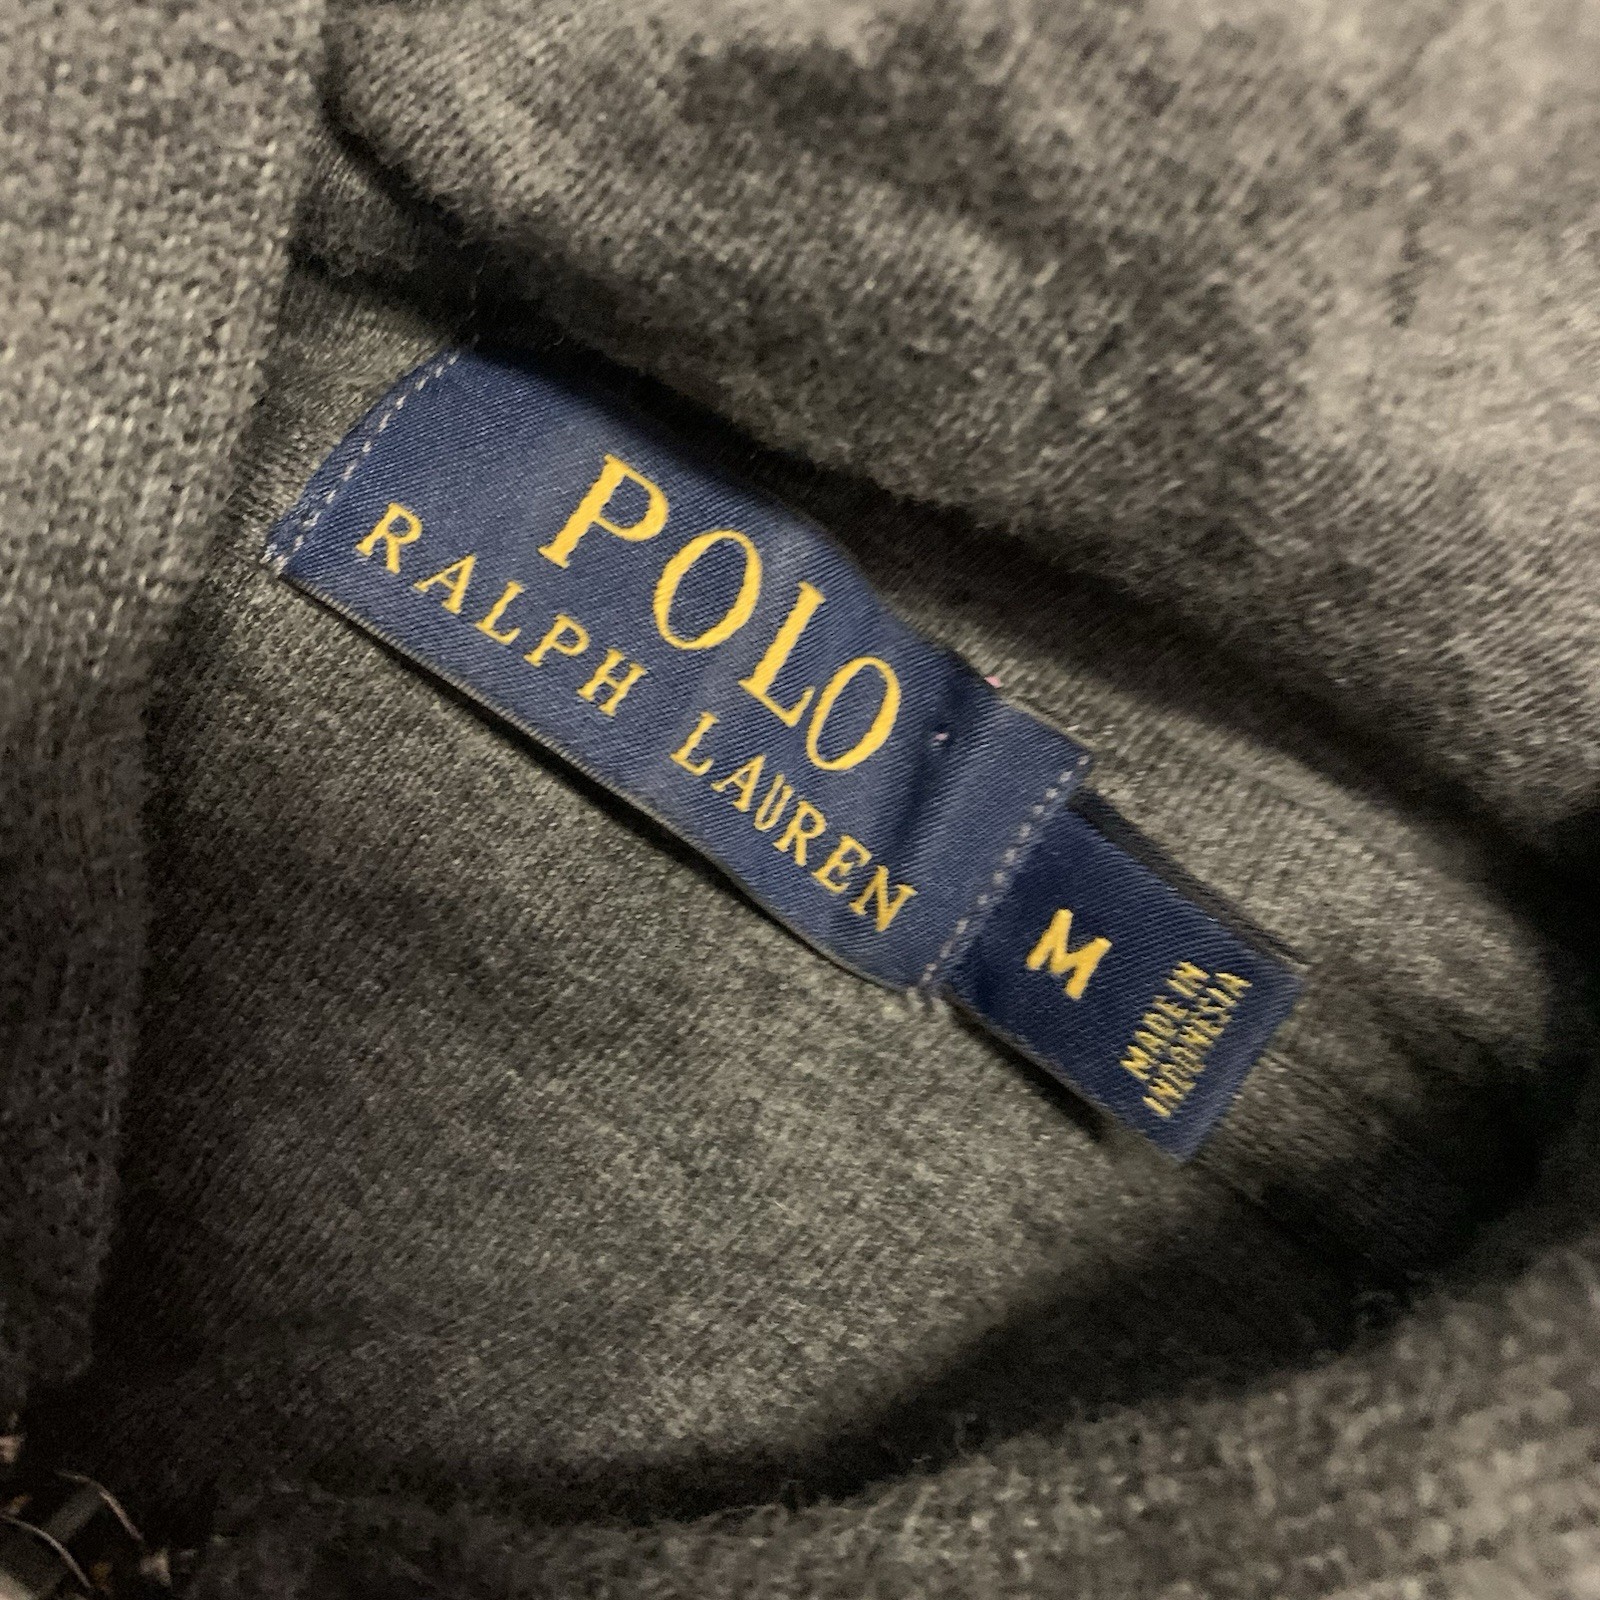 POLO
RALPH LAUREN
M
MADE IN
INDONESIA